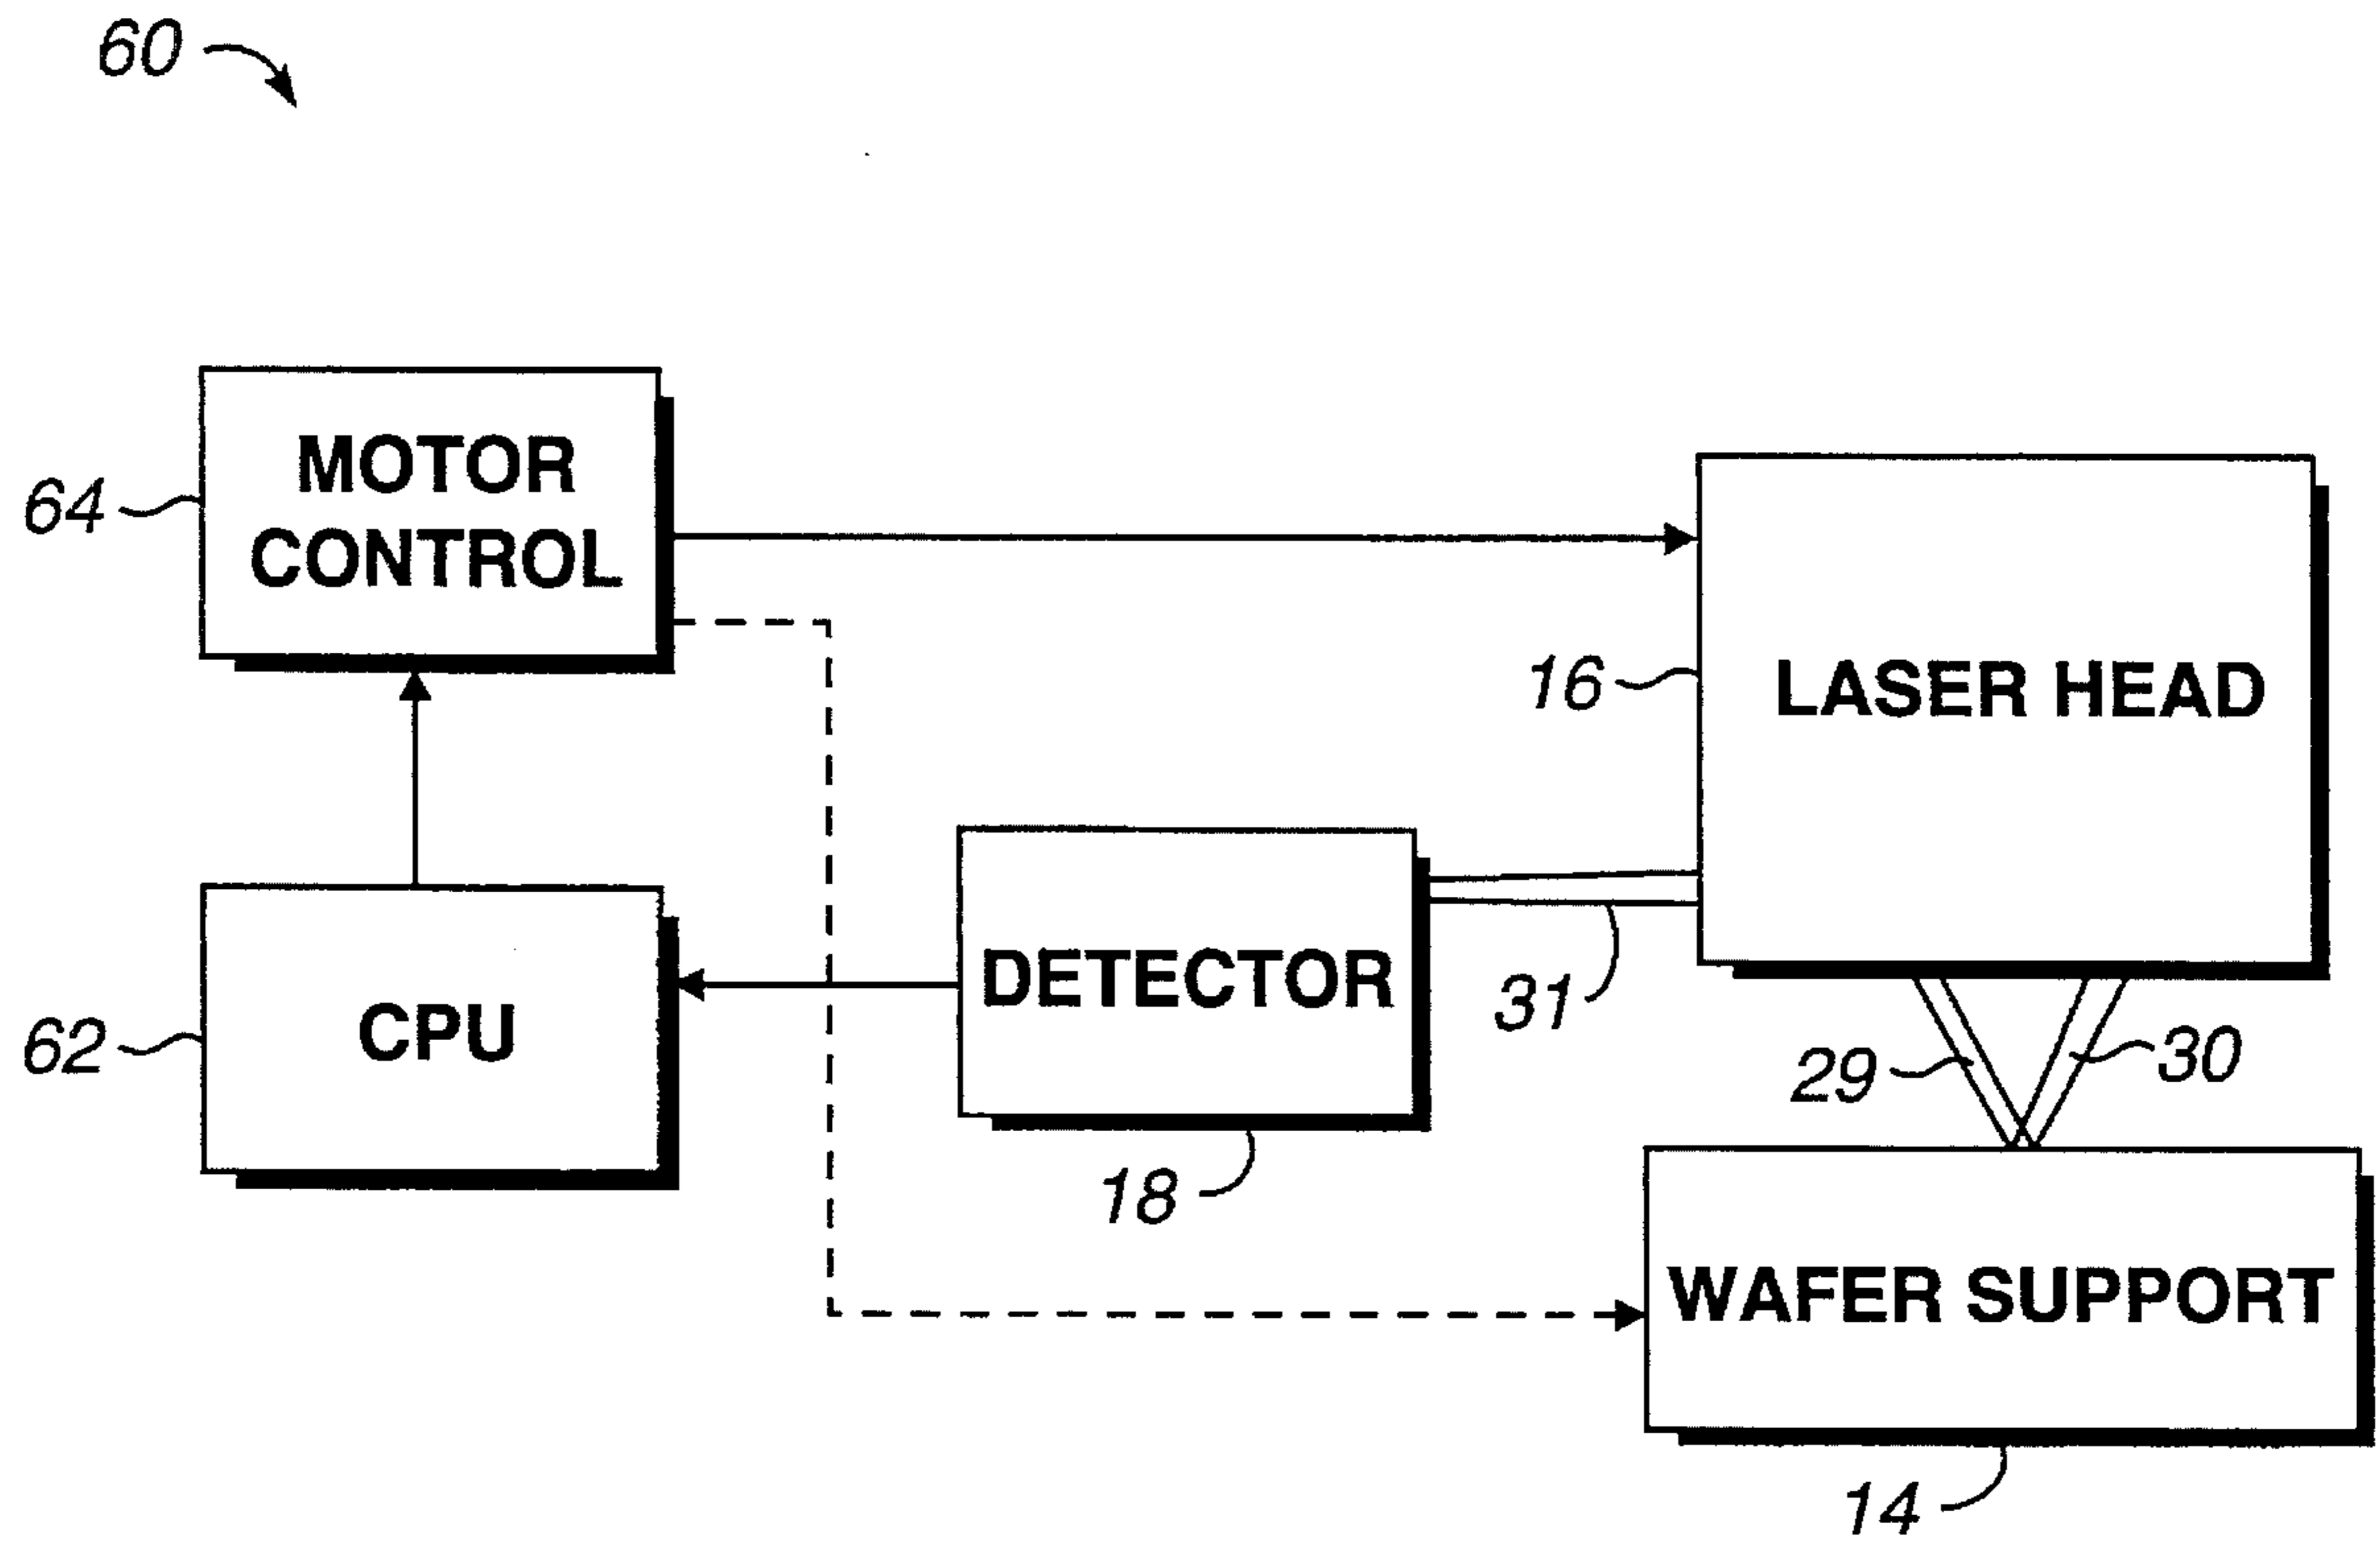 60
MOTOR
CONTROL
64
16
LASER HEAD
DETECTOR
31
CPU
62
29
30
18
WAFER SUPPORT
14